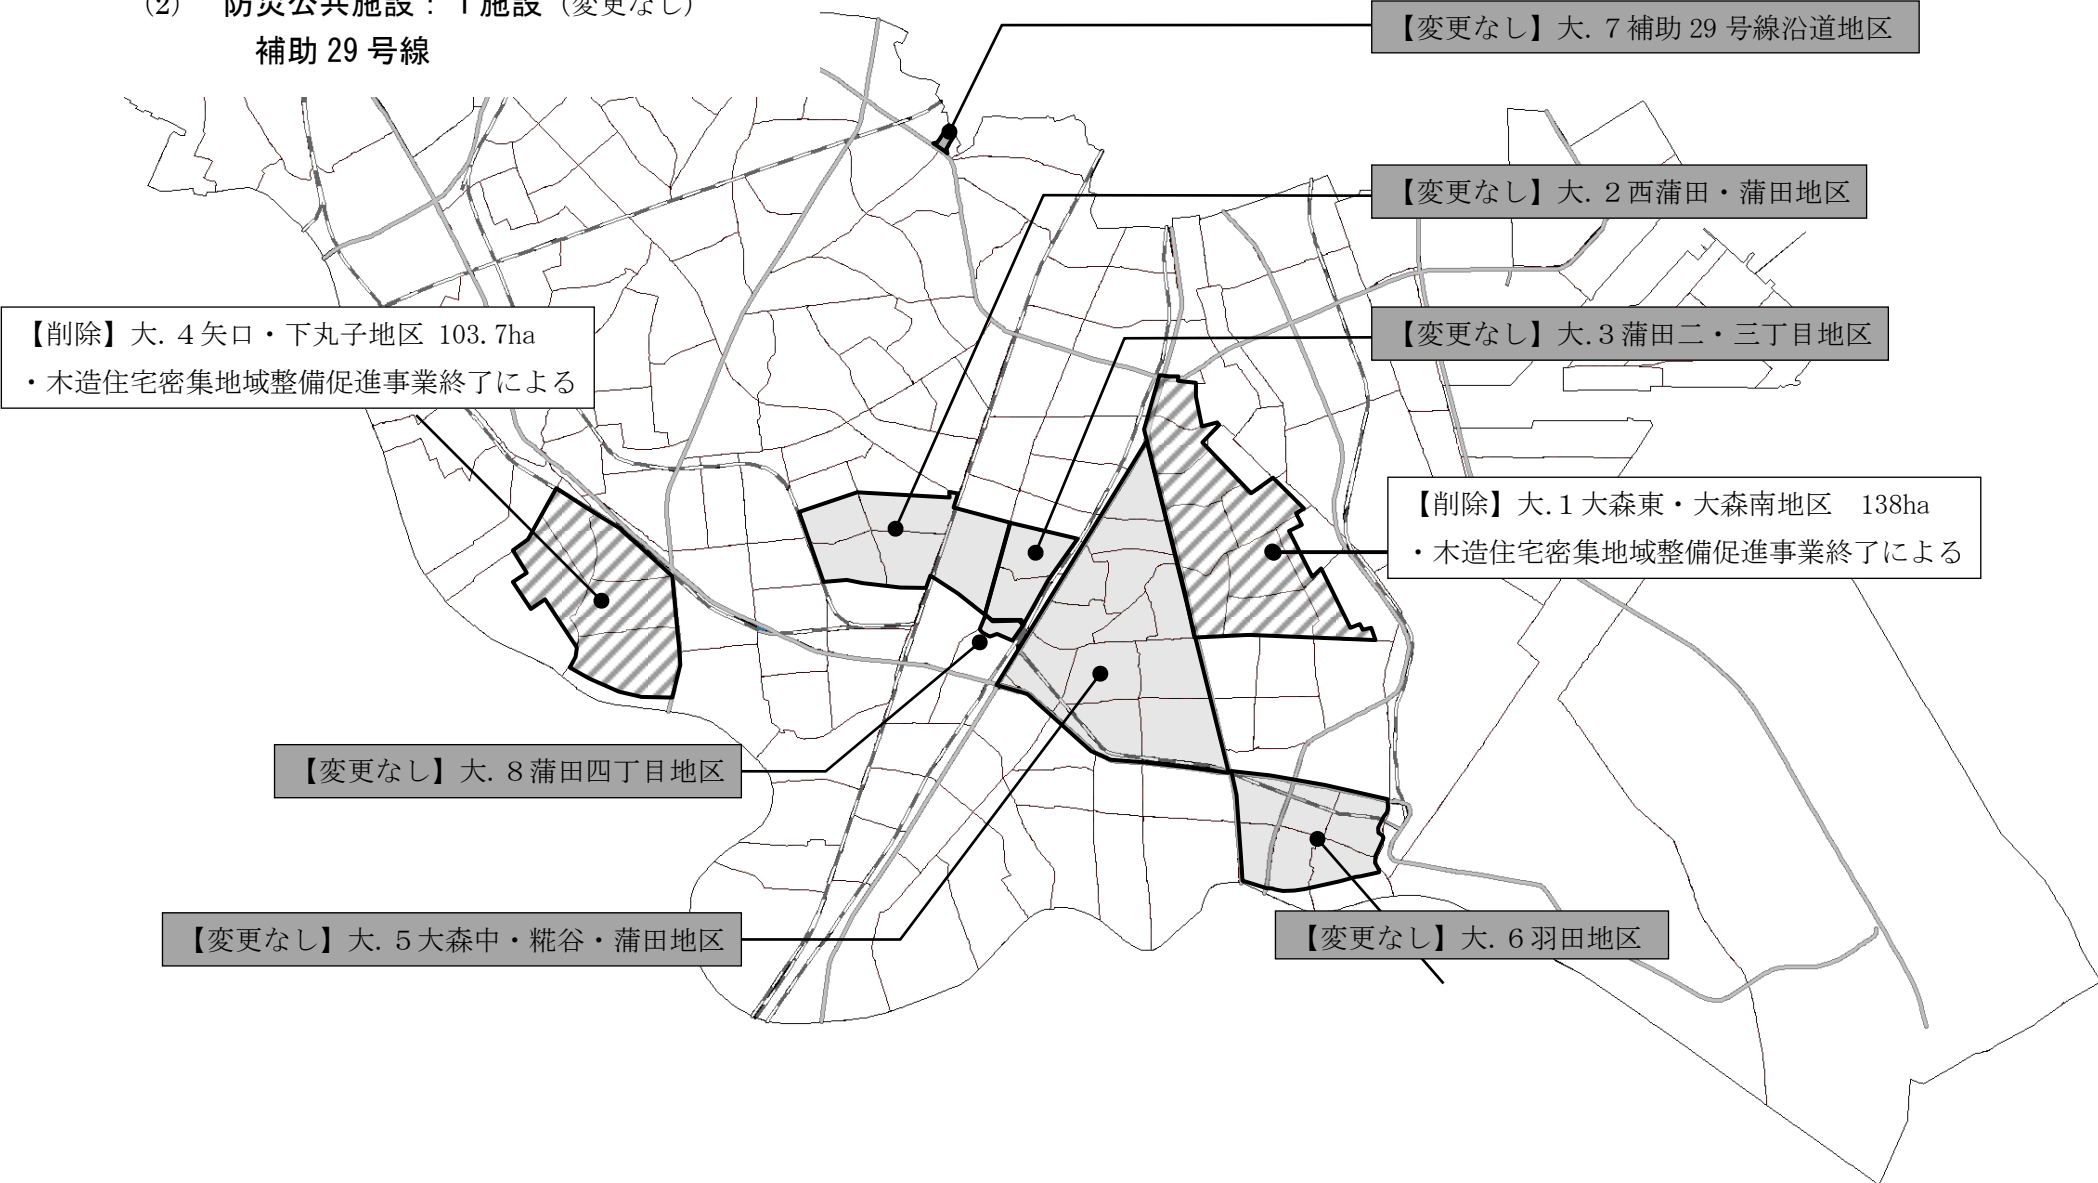 (2) 防災公共施設：1施設（変更なし）
補助 29 号線
【変更なし】大. 7 補助 29 号線沿道地区
【変更なし】大. 2 西蒲田・蒲田地区
【削除】大. 4 矢口・下丸子地区 103.7ha
・木造住宅密集地域整備促進事業終了による
【変更なし】大.3 蒲田二・三丁目地区
【削除】大.1 大森東・大森南地区　138ha
・木造住宅密集地域整備促進事業終了による
【変更なし】大. 8 蒲田四丁目地区
【変更なし】大. 5 大森中・糀谷・蒲田地区
【変更なし】大. 6 羽田地区